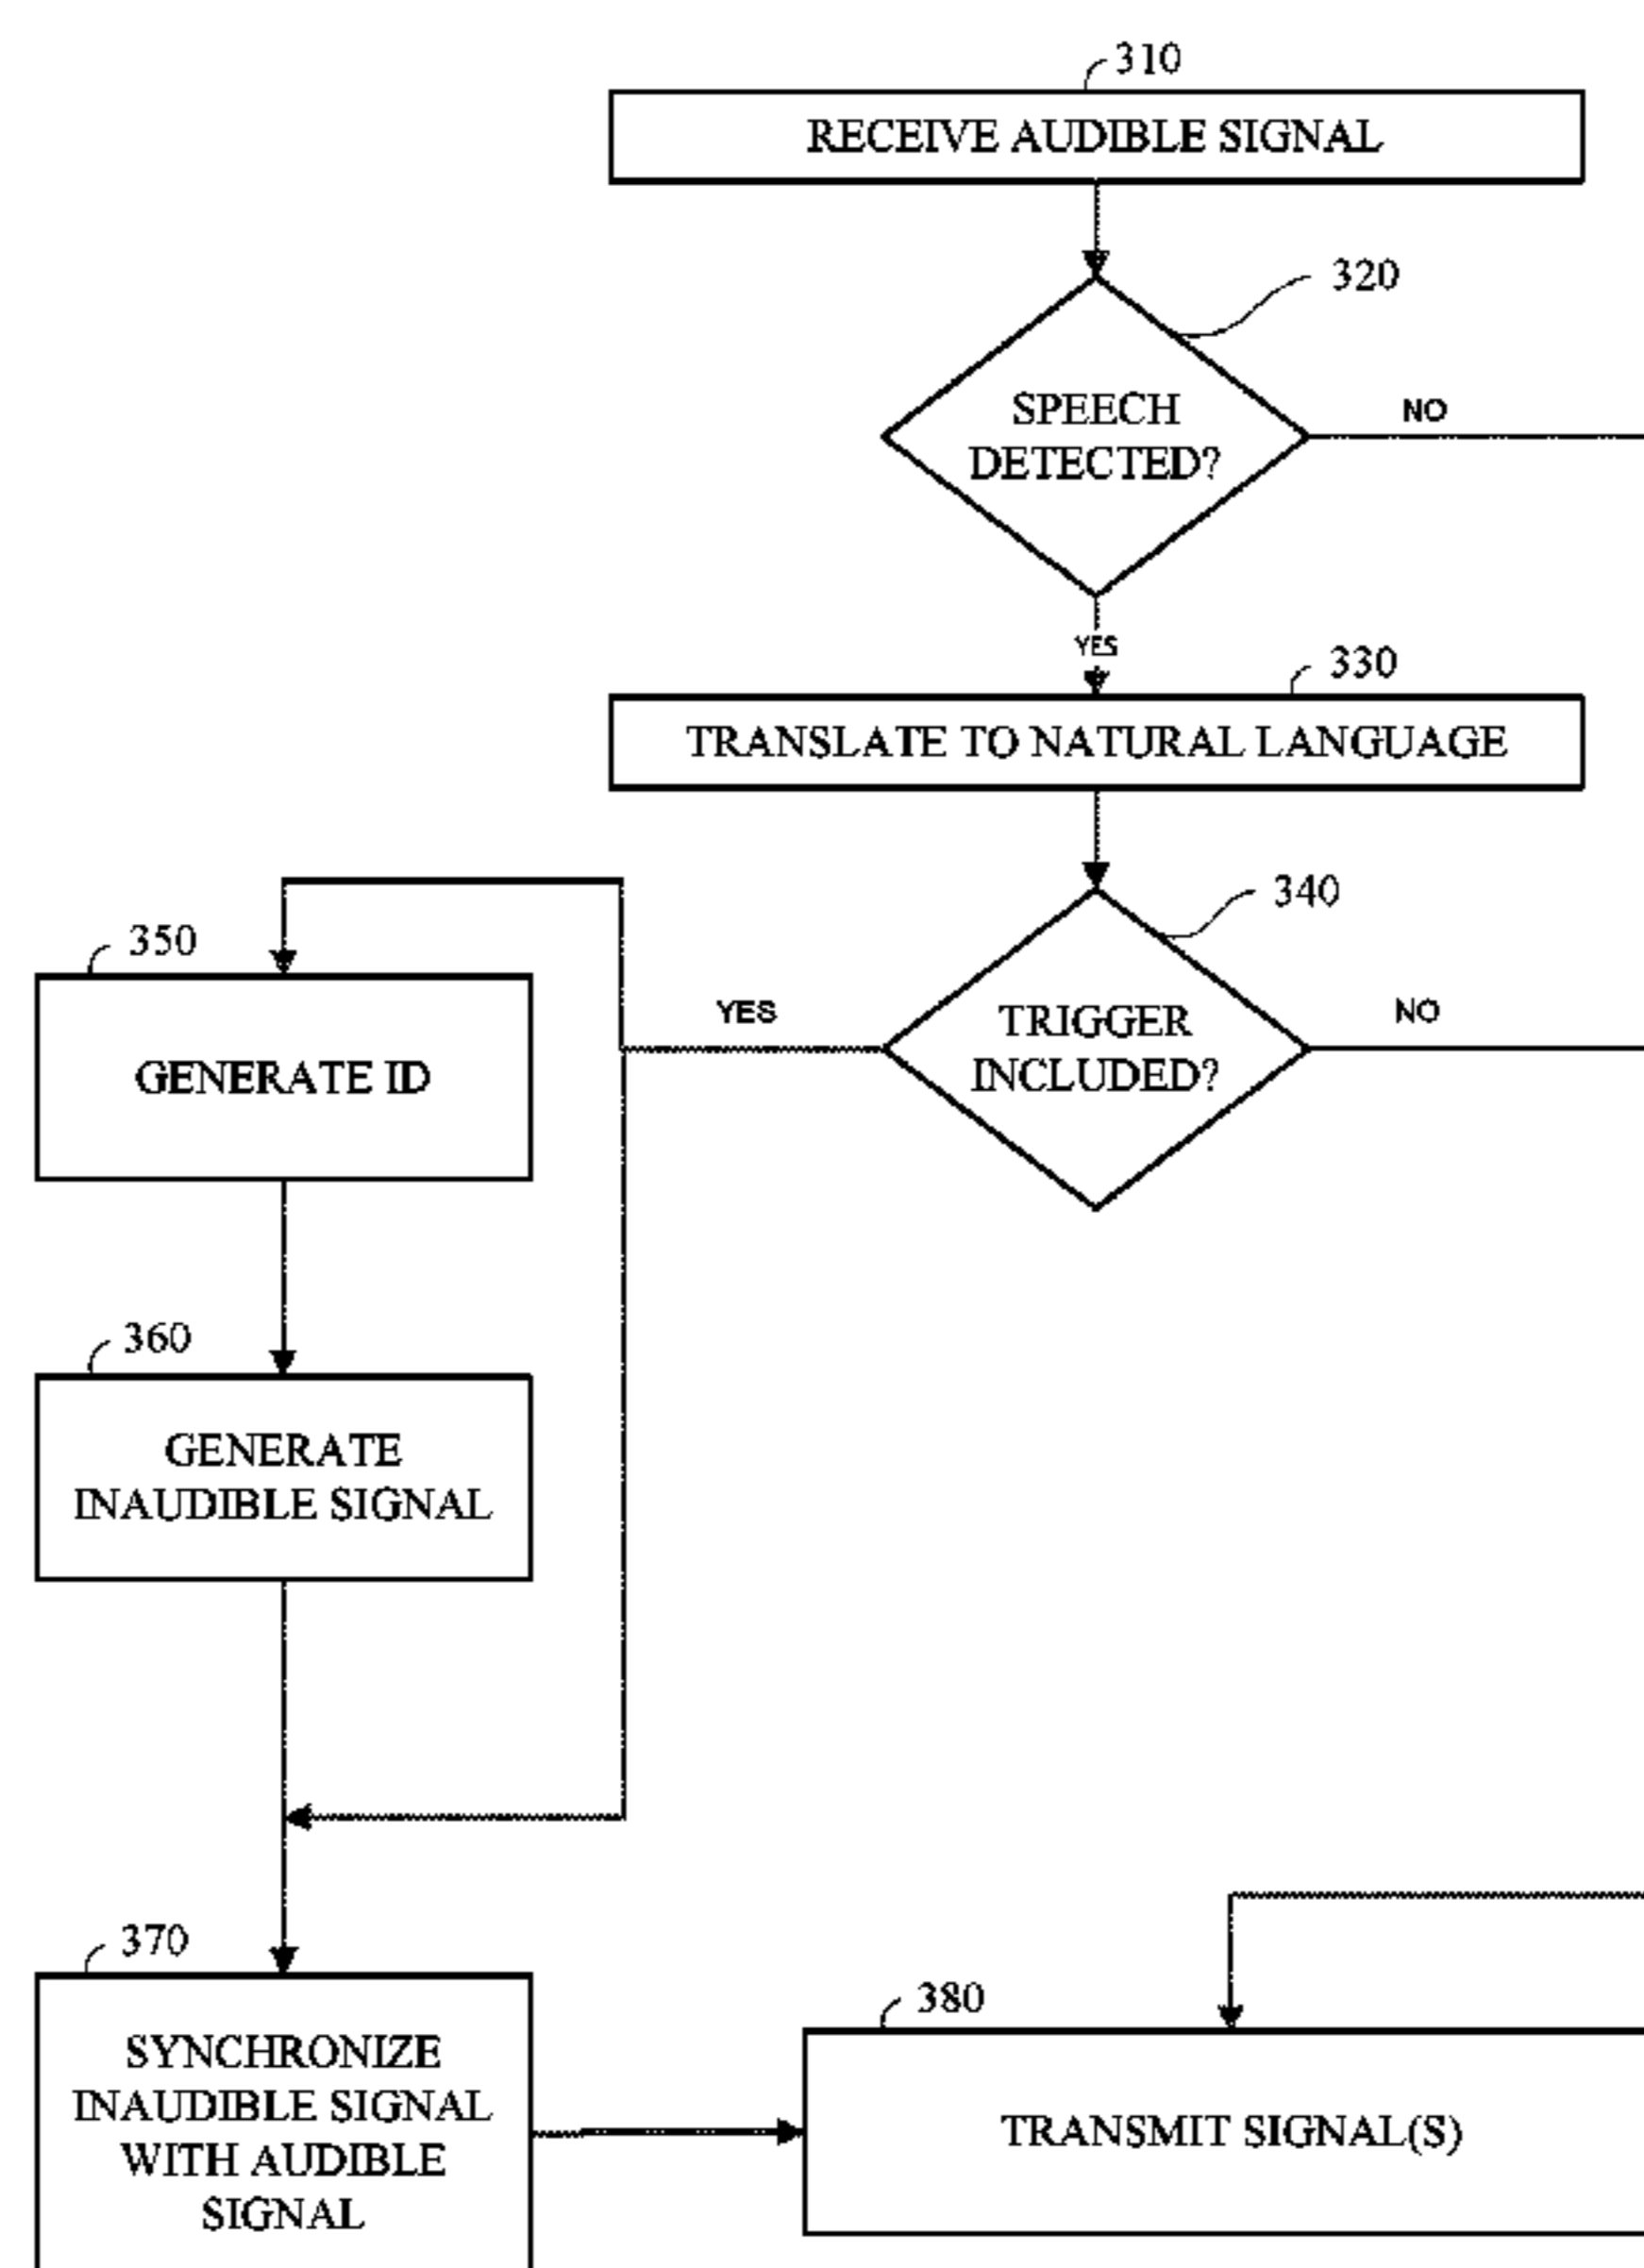 310
RECEIVE AUDIBLE SIGNAL
320
SPEECH
DETECTED?
NO
YES
330
TRANSLATE TO NATURAL LANGUAGE
340
350
TRIGGER
INCLUDED?
YES
NO
GENERATE ID
360
GENERATE
INAUDIBLE SIGNAL
370
SYNCHRONIZE
INAUDIBLE SIGNAL
WITH AUDIBLE
SIGNAL
380
TRANSMIT SIGNAL(S)